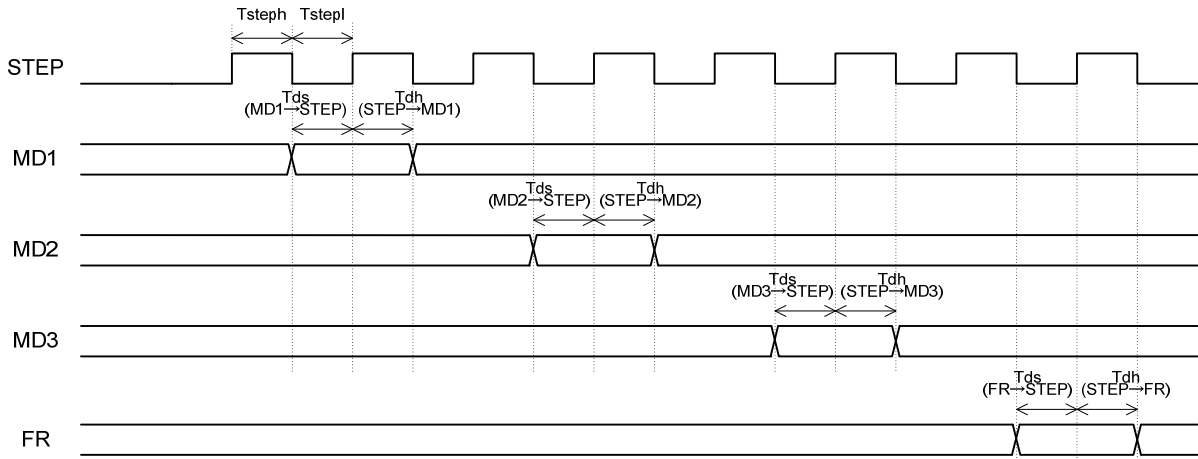 Tsteph Tstepl
STEP
Tds Tdh
(MD1→STEP) (STEP→MD1)
MD1
Tds Tdh
(MD2→STEP) (STEP→MD2)
MD2
Tds Tdh
(MD3→STEP) (STEP→MD3)
MD3
Tds Tdh
(FR→STEP) (STEP→FR)
FR